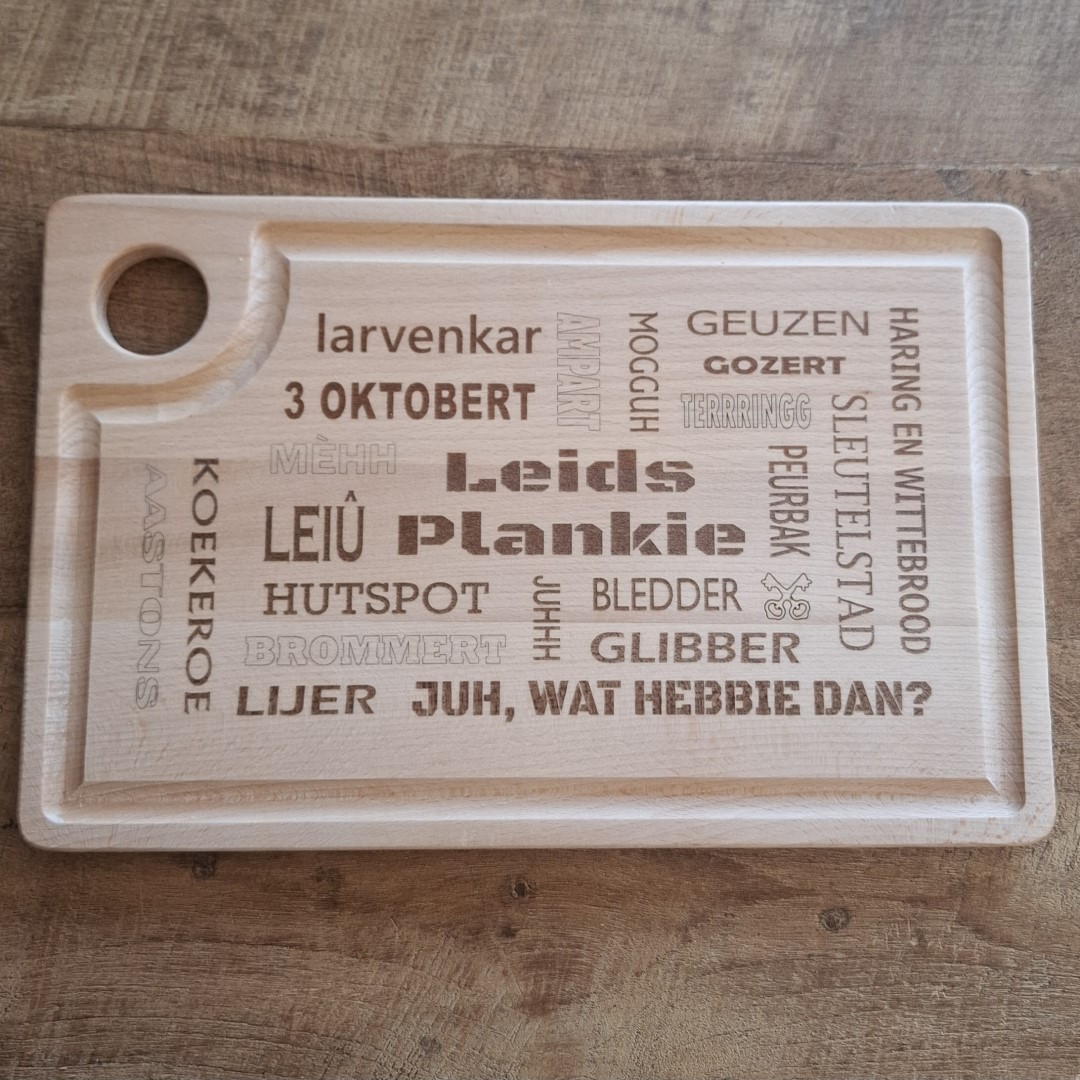 larvenkar
AMPART
MOGGUH
GEUZEN
GOZERT
HARING EN WITTEBROOD
3 OKTOBERT
TERRRINGG
'SLEUTELSTAD
MÈHH
Leids
Plankie
PEURBAK
AASTONS
KOEKEROE
LEIÛ
HUTSPOT
JUHHH
BLEDDER
BROMMERT
GLIBBER
LIJER
JUH, WAT HEBBIE DAN?